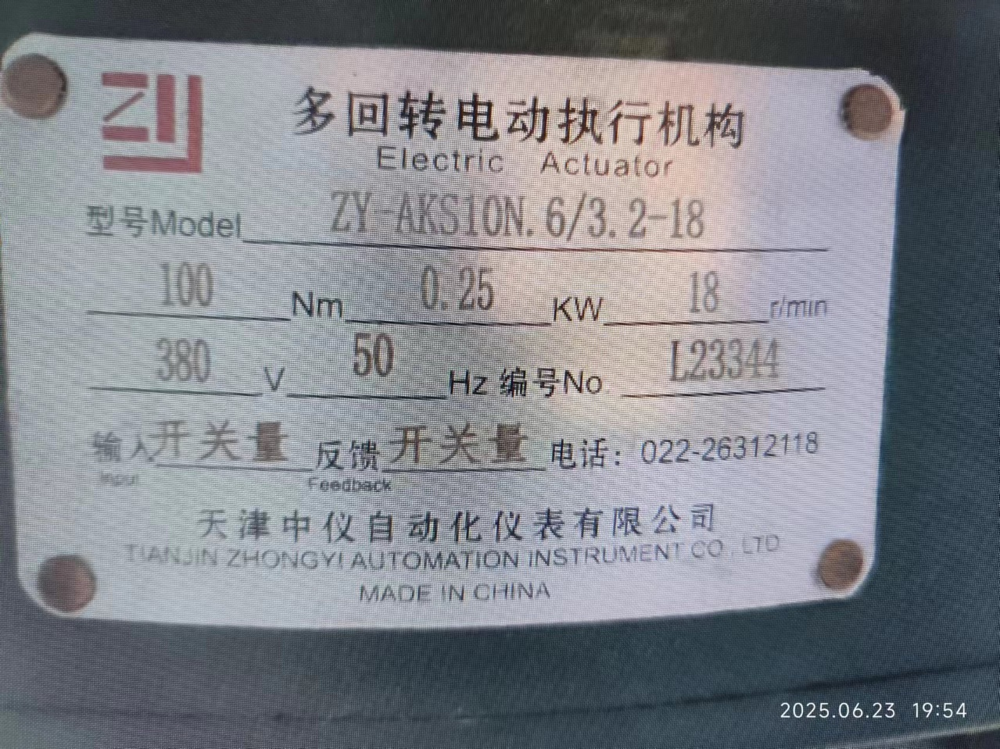 ZY
多回转电动执行机构
Electric Actuator
型号Model ZY-AKS10N.6/3.2-18
100 Nm 0.25 KW 18 r/min
380 V 50 Hz 编号No. L23344
输入 开关量 反馈 开关量 电话：022-26312118
Input Feedback
天津中仪自动化仪表有限公司
TIANJIN ZHONGYI AUTOMATION INSTRUMENT CO.,LTD
MADE IN CHINA
2025.06.23 19:54